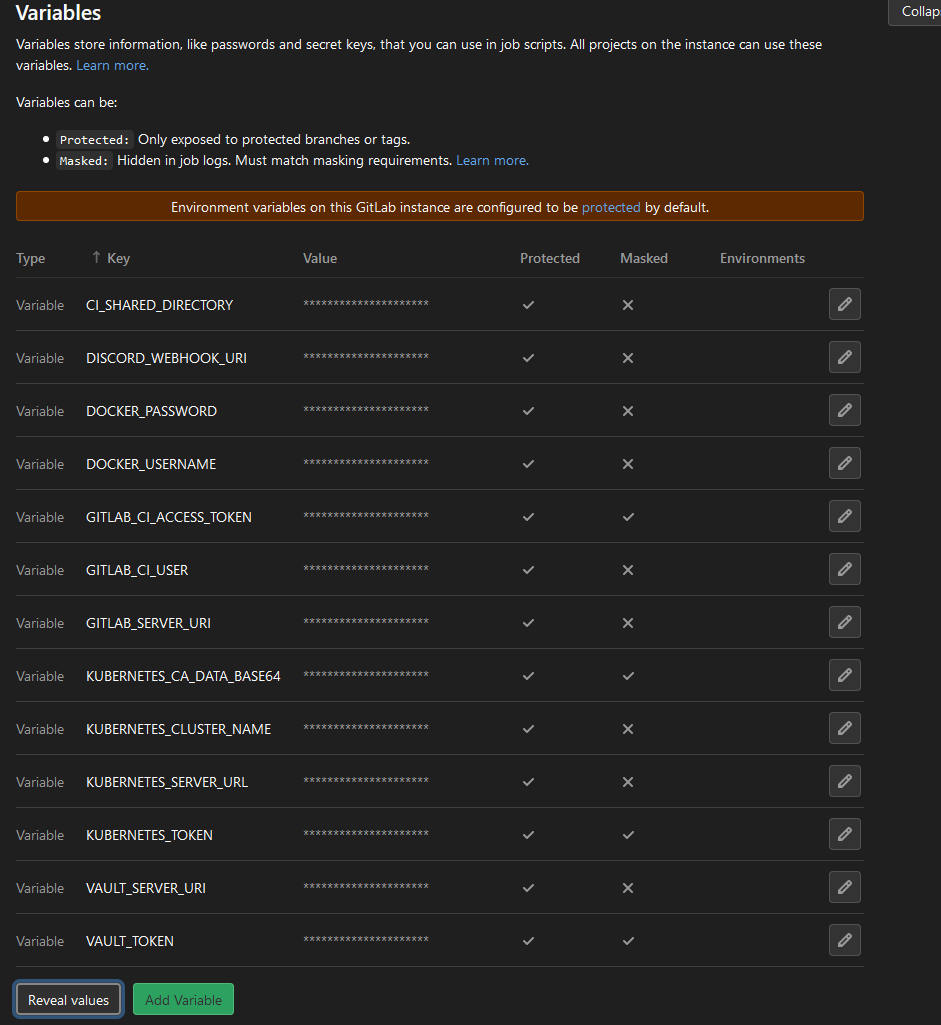 Variables
Collap
Variables store information, like passwords and secret keys, that you can use in job scripts. All projects on the instance can use these
variables. Learn more.
Variables can be:
Protected: Only exposed to protected branches or tags.
Masked: Hidden in job logs. Must match masking requirements. Learn more.
Environment variables on this GitLab instance are configured to be protected by default.
Type ↑ Key Value Protected Masked Environments
Variable CI_SHARED_DIRECTORY *********************
Variable DISCORD_WEBHOOK_URI *********************
Variable DOCKER_PASSWORD *********************
Variable DOCKER_USERNAME *********************
Variable GITLAB_CI_ACCESS_TOKEN *********************
Variable GITLAB_CI_USER *********************
Variable GITLAB_SERVER_URI *********************
Variable KUBERNETES_CA_DATA_BASE64 *********************
Variable KUBERNETES_CLUSTER_NAME *********************
Variable KUBERNETES_SERVER_URL *********************
Variable KUBERNETES_TOKEN *********************
Variable VAULT_SERVER_URI *********************
Variable VAULT_TOKEN *********************
Reveal values Add Variable